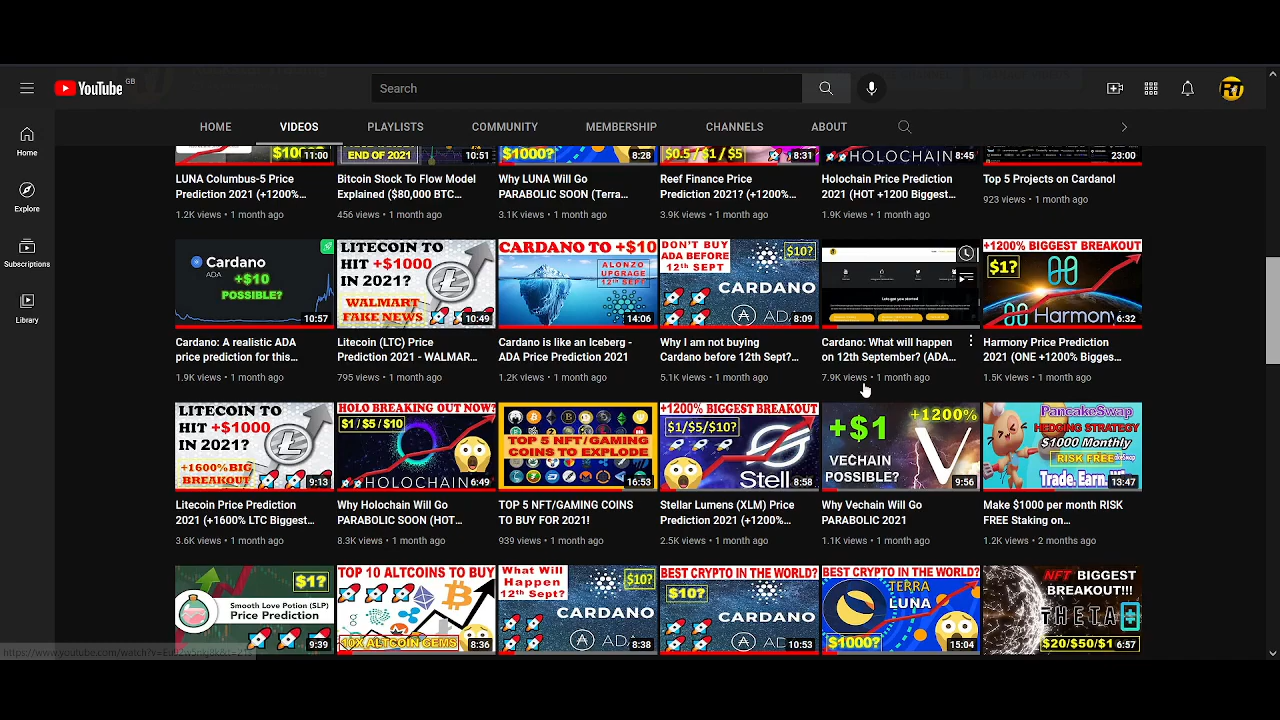 YouTube GB
Search
RT
HOME VIDEOS PLAYLISTS COMMUNITY MEMBERSHIP CHANNELS ABOUT
Home
Explore
Subscriptions
Library
11:00
END OF 2021
10:51
$1000?
8:28
$0.5 / $1 / $5
8:31
HOLOCHAIN
8:45
23:00
LUNA Columbus-5 Price
Prediction 2021 (+1200%...
1.2K views • 1 month ago
Bitcoin Stock To Flow Model
Explained ($80,000 BTC...
456 views • 1 month ago
Why LUNA Will Go
PARABOLIC SOON (Terra...
3.1K views • 1 month ago
Reef Finance Price
Prediction 2021? (+1200%...
3.9K views • 1 month ago
Holochain Price Prediction
2021 (HOT +1200 Biggest...
1.9K views • 1 month ago
Top 5 Projects on Cardano!
923 views • 1 month ago
Cardano
ADA
+$10
POSSIBLE?
10:57
Cardano: A realistic ADA
price prediction for this...
1.9K views • 1 month ago
LITECOIN TO
HIT +$1000
IN 2021?
WALMART
FAKE NEWS
10:49
Litecoin (LTC) Price
Prediction 2021 - WALMAR...
795 views • 1 month ago
CARDANO TO +$10
ALONZO
UPGRADE
12TH SEPT
14:06
Cardano is like an Iceberg -
ADA Price Prediction 2021
1.2K views • 1 month ago
DON'T BUY
ADA BEFORE
12th SEPT
$10?
CARDANO
ADA
8:09
Why I am not buying
Cardano before 12th Sept?...
5.1K views • 1 month ago
Let's get you started
Cardano: What will happen
on 12th September? (ADA...
7.9K views • 1 month ago
+1200% BIGGEST BREAKOUT
$1?
Harmony
6:32
Harmony Price Prediction
2021 (ONE +1200% Bigges...
1.5K views • 1 month ago
LITECOIN TO
HIT +$1000
IN 2021?
+1600%BIG
BREAKOUT
9:13
Litecoin Price Prediction
2021 (+1600% LTC Biggest...
3.6K views • 1 month ago
HOLO BREAKING OUT NOW?
$1 / $5 / $10
HOLOCHAIN
6:49
Why Holochain Will Go
PARABOLIC SOON (HOT...
8.3K views • 1 month ago
TOP 5 NFT/GAMING
COINS TO EXPLODE
16:53
TOP 5 NFT/GAMING COINS
TO BUY FOR 2021!
939 views • 1 month ago
+1200% BIGGEST BREAKOUT
$1/$5/$10?
Stell
8:58
Stellar Lumens (XLM) Price
Prediction 2021 (+1200%...
2.5K views • 1 month ago
+$1
+1200%
VECHAIN
POSSIBLE?
9:56
Why Vechain Will Go
PARABOLIC 2021
1.1K views • 1 month ago
PancakeSwap
HEDGING STRATEGY
$1000 Monthly
RISK FREE
Trade. Earn.
13:47
Make $1000 per month RISK
FREE Staking on...
1.2K views • 2 months ago
$1?
Smooth Love Potion (SLP)
Price Prediction
9:39
TOP 10 ALTCOINS TO BUY
10X ALTCOIN GEMS
8:36
What Will
Happen
12th Sept?
$10?
CARDANO
ADA
8:38
BEST CRYPTO IN THE WORLD?
$10?
CARDANO
ADA
10:53
BEST CRYPTO IN THE WORLD?
TERRA
LUNA
$1000?
15:04
NFT BIGGEST
BREAKOUT!!!
THETA
$20/$50/$1
6:57